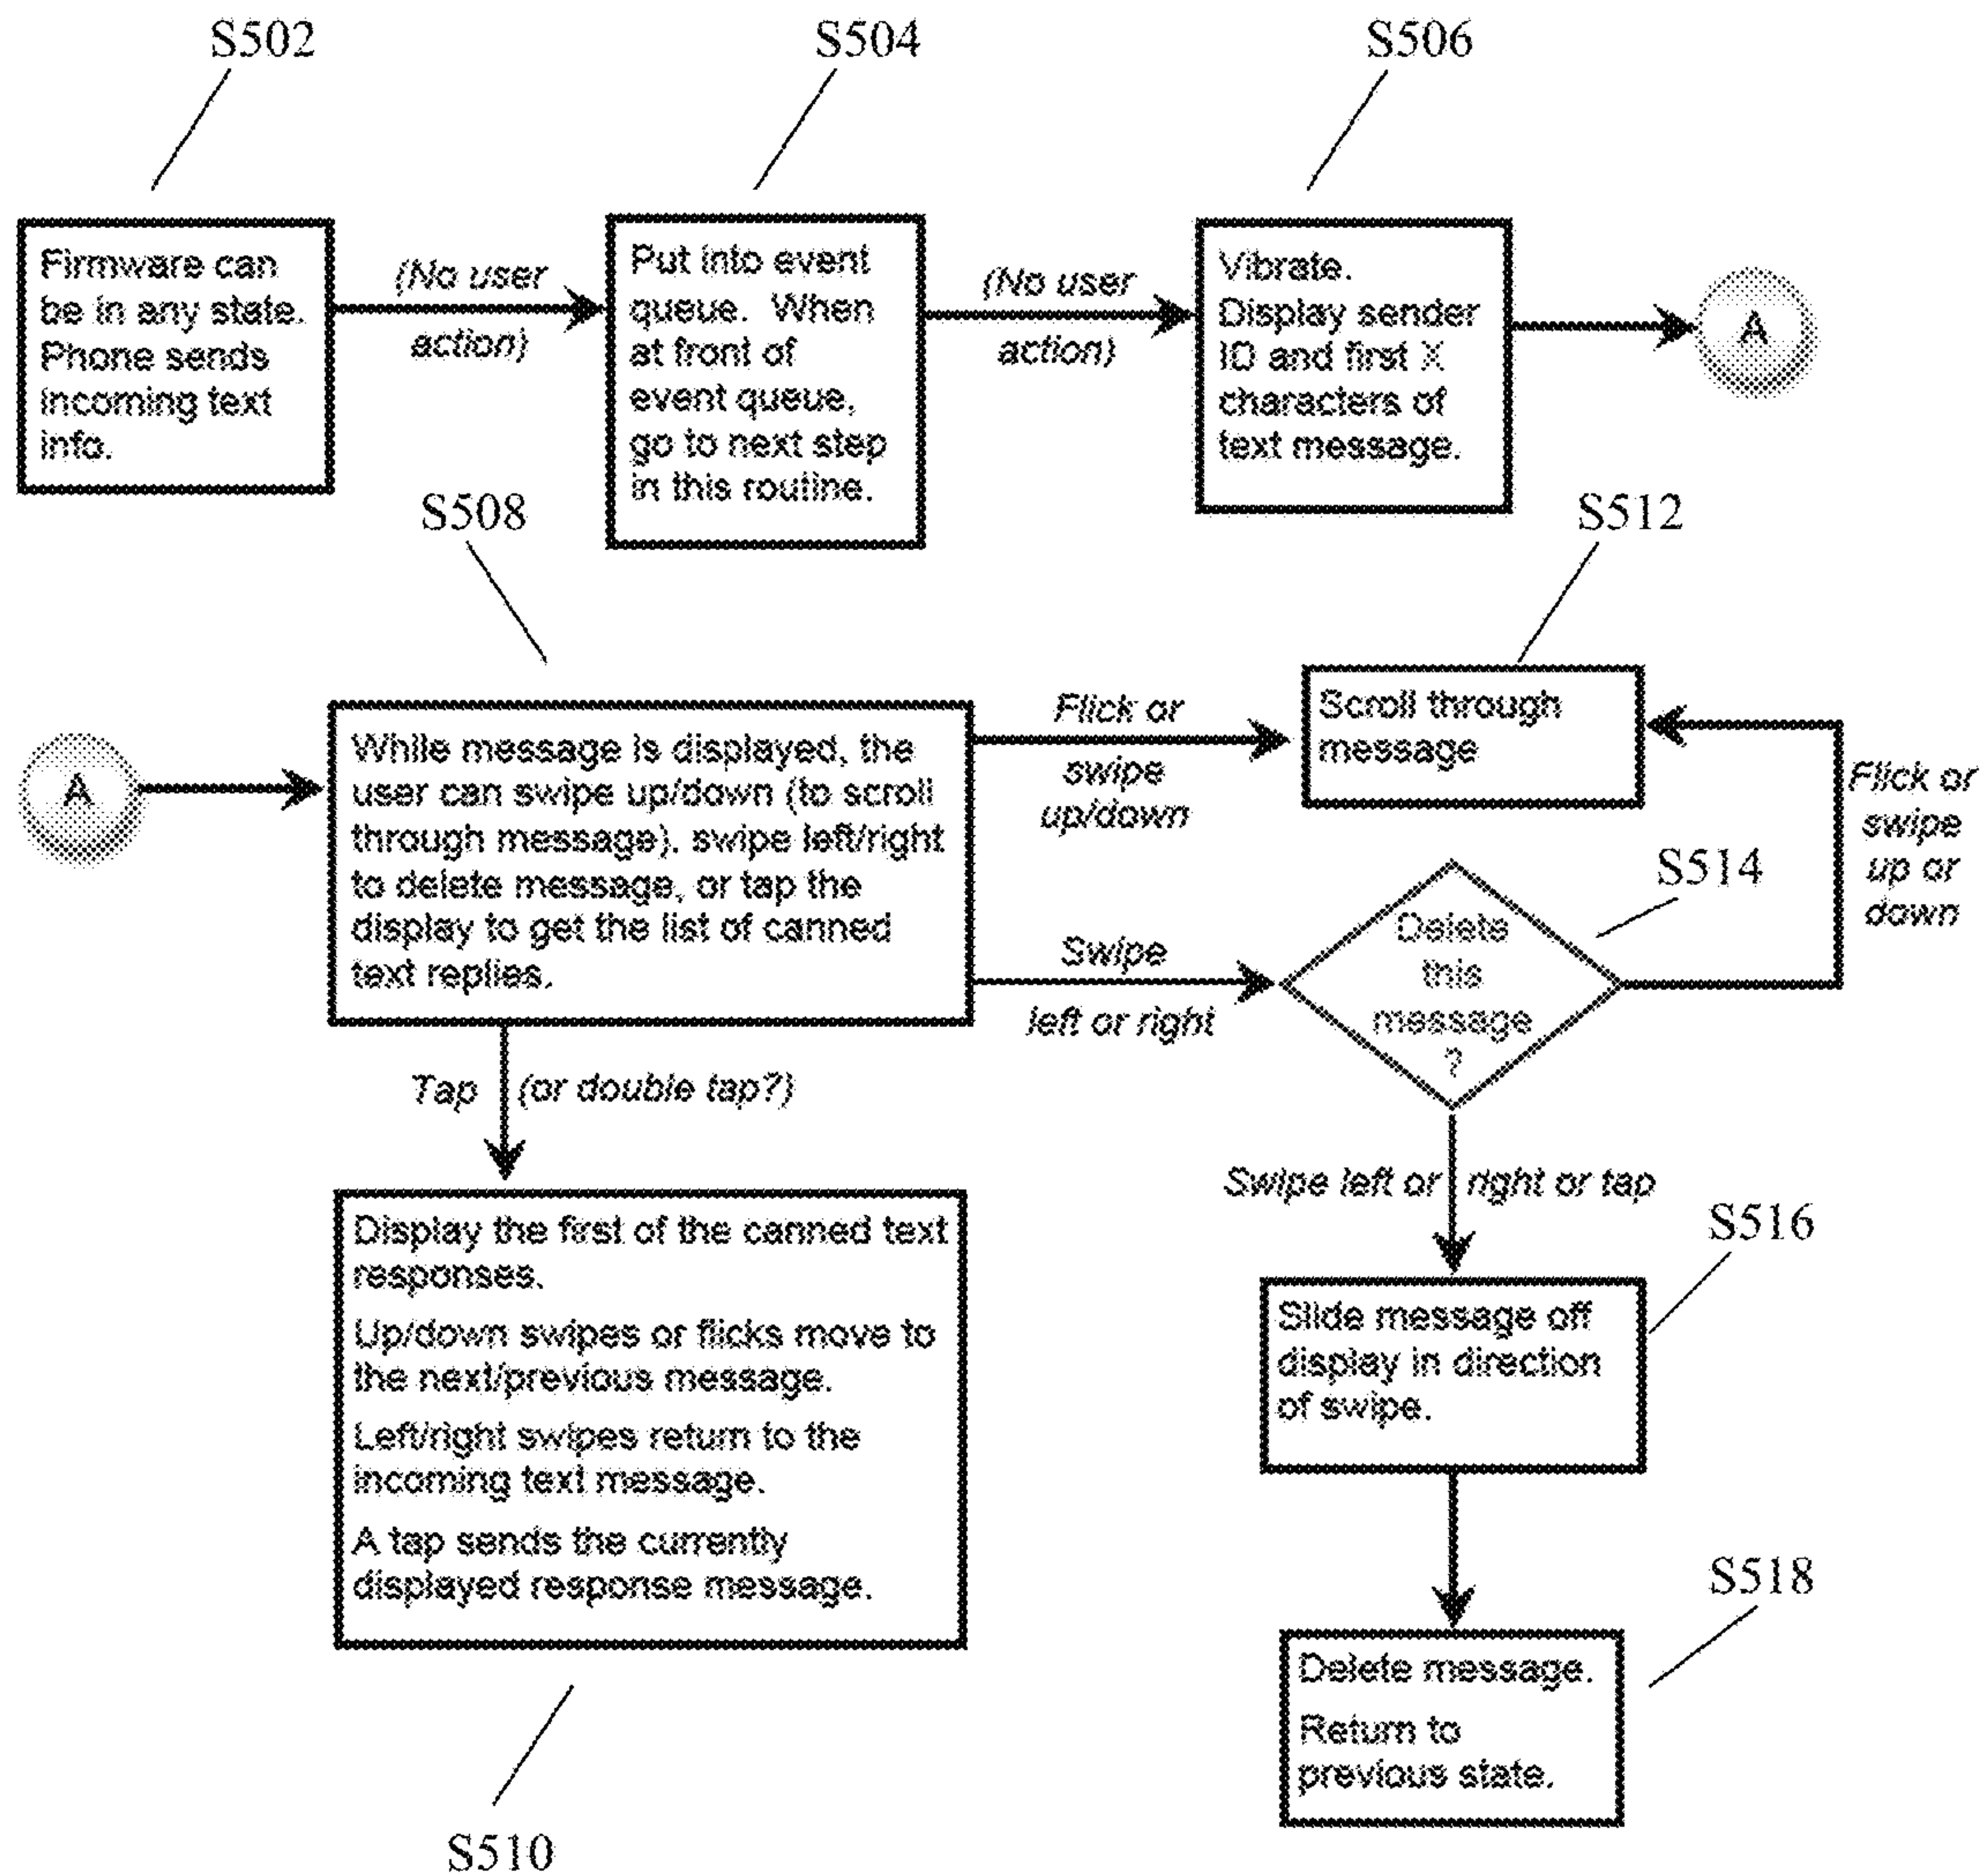 S502
S504
S506
Firmware can
be in any state.
Phone sends
incoming text
info.
(No user
action)
Put into event
queue. When
at front of
event queue,
go to next step
in this routine.
(No user
action)
Vibrate.
Display sender
ID and first X
characters of
text message.
A
S508
S512
A
While message is displayed, the
user can swipe up/down (to scroll
through message), swipe left/right
to delete message, or tap the
display to get the list of canned
text replies.
Flick or
swipe
up/down
Scroll through
message
Flick or
swipe
up or
down
S514
Swipe
left or right
Delete
this
message
?
Tap (or double tap?)
Swipe left or right or tap
Display the first of the canned text
responses.
Up/down swipes or flicks move to
the next/previous message.
Left/right swipes return to the
incoming text message.
A tap sends the currently
displayed response message.
S516
Slide message off
display in direction
of swipe.
S518
Delete message.
Return to
previous state.
S510